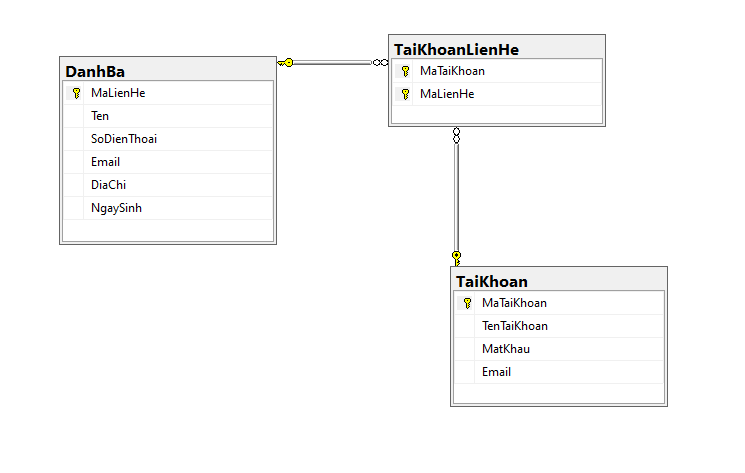 DanhBa
MaLienHe
Ten
SoDienThoai
Email
DiaChi
NgaySinh
TaiKhoanLienHe
MaTaiKhoan
MaLienHe
TaiKhoan
MaTaiKhoan
TenTaiKhoan
MatKhau
Email